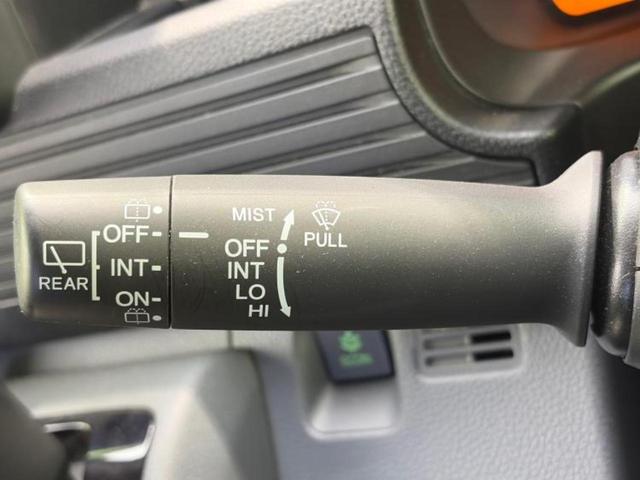 REAR
OFF
INT
ON
MIST
OFF
INT
LO
HI
PULL